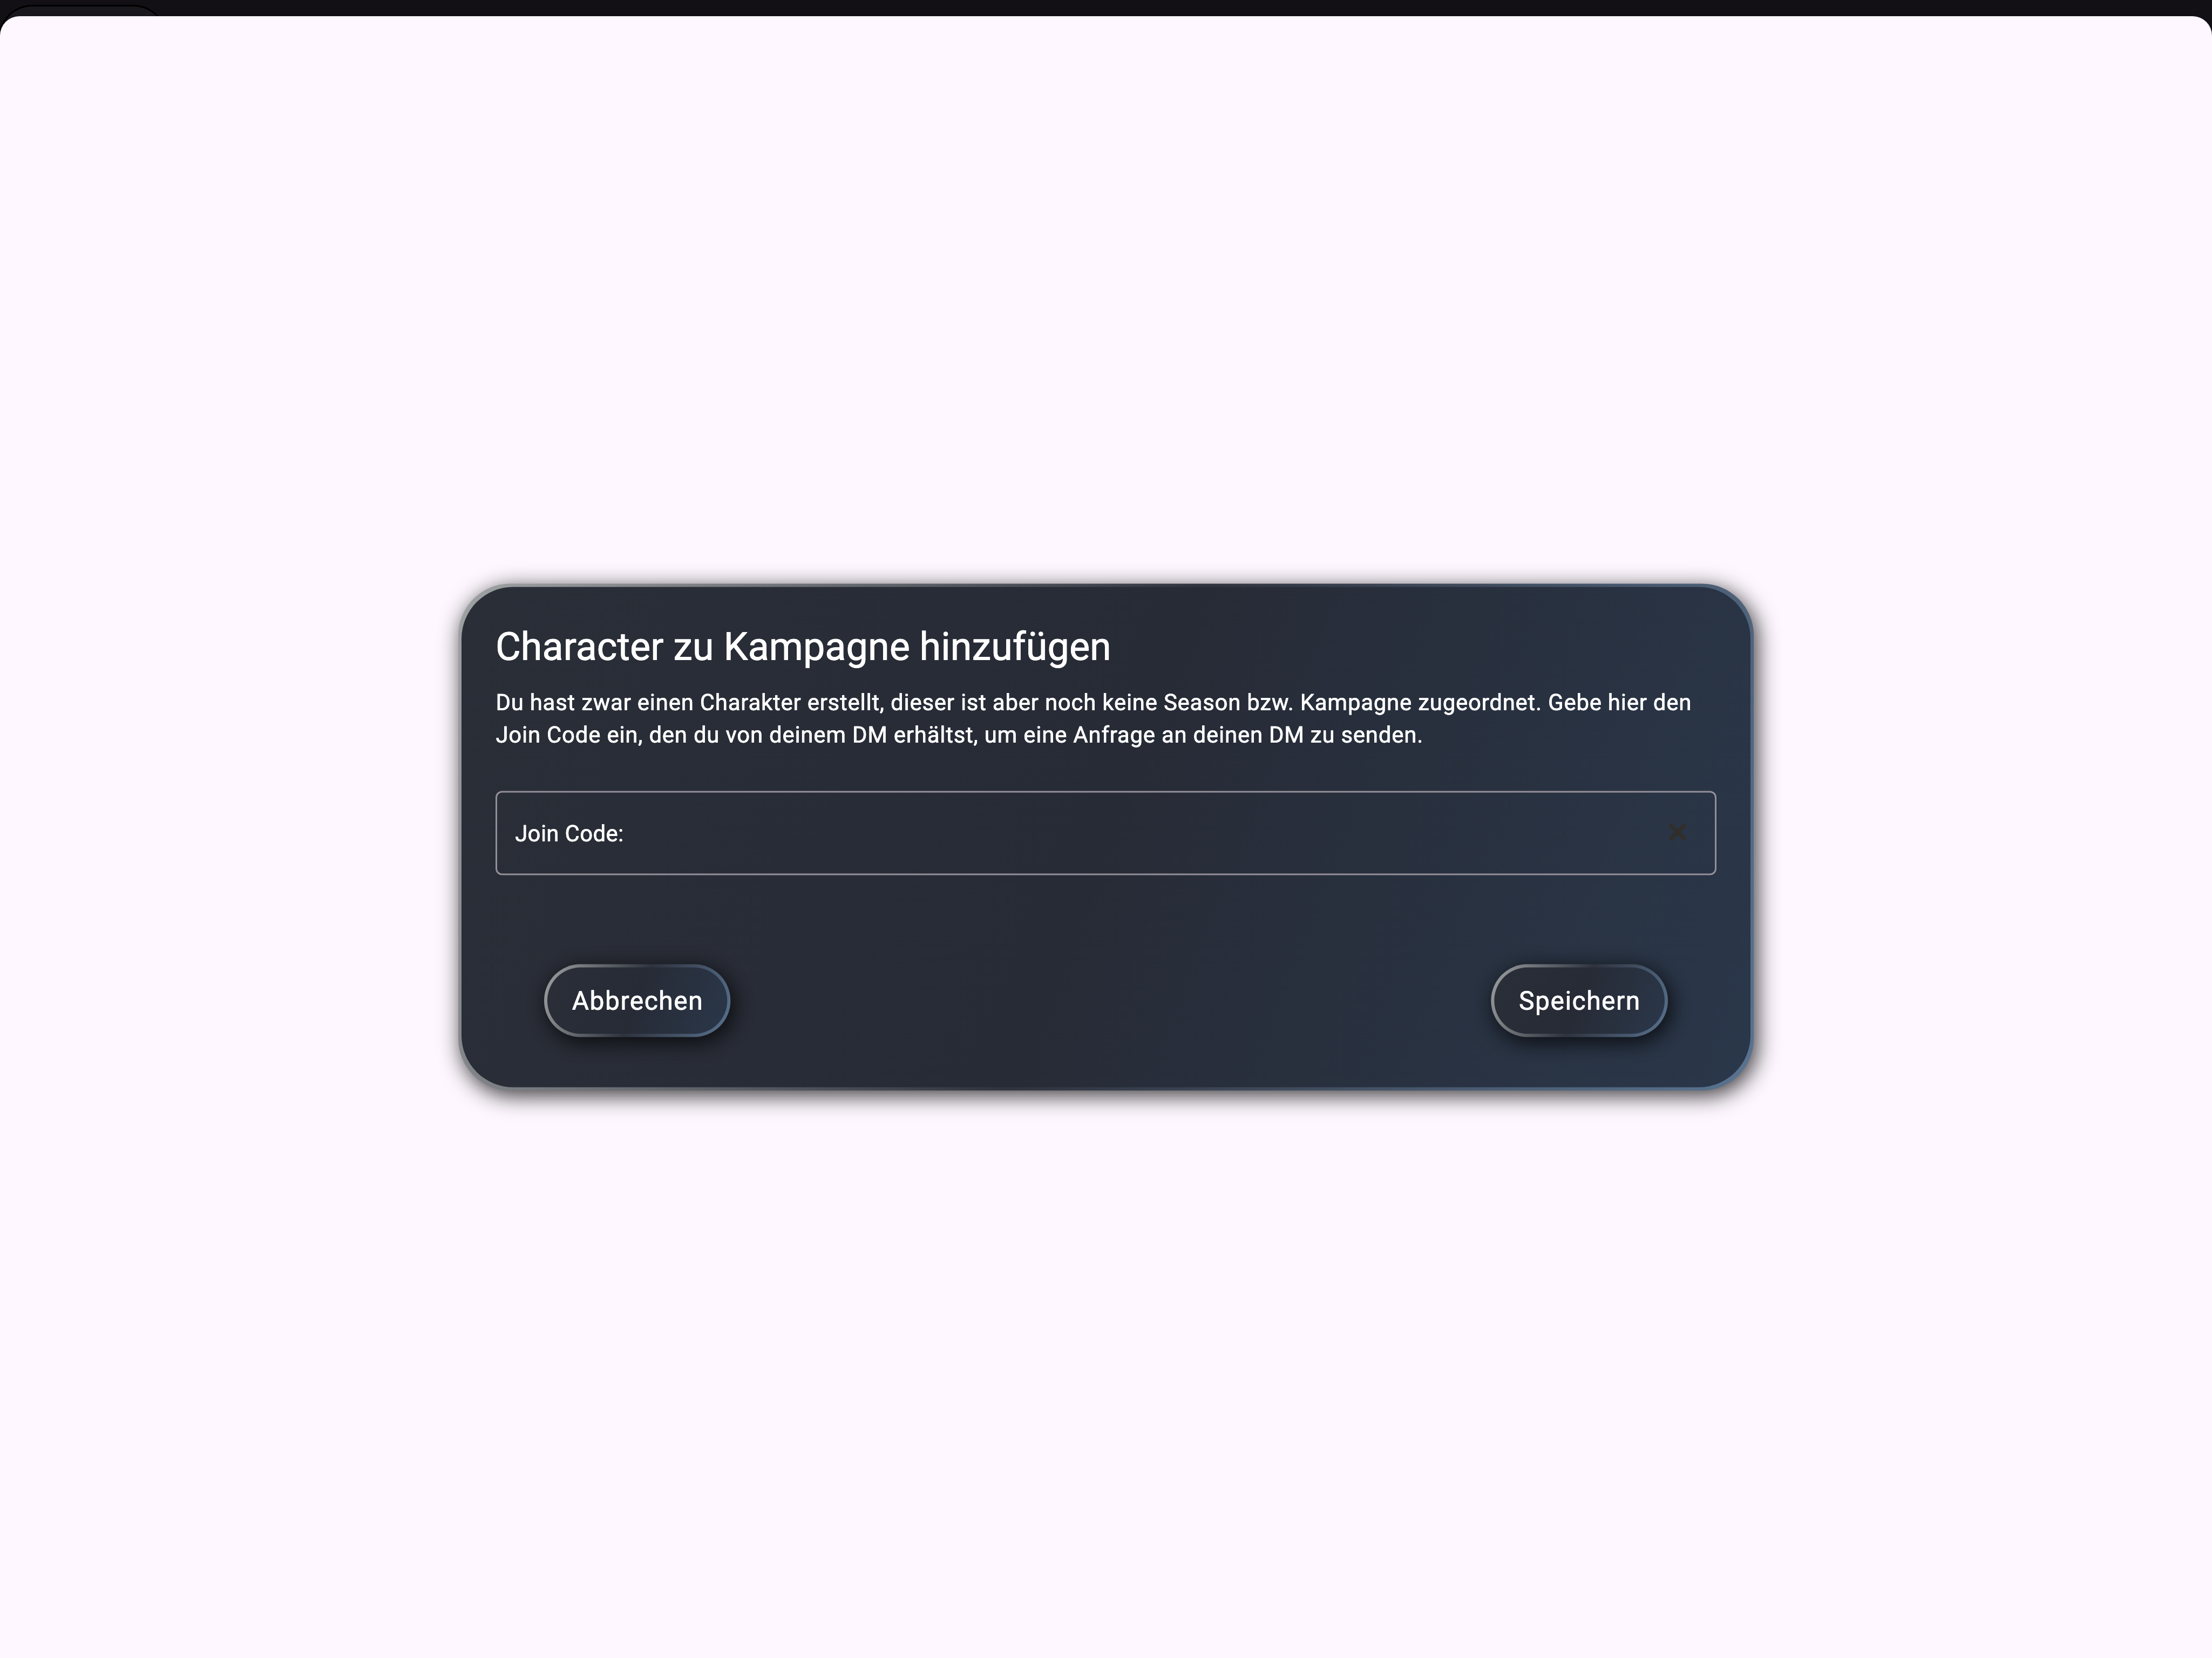 Character zu Kampagne hinzufügen
Du hast zwar einen Charakter erstellt, dieser ist aber noch keine Season bzw. Kampagne zugeordnet. Gebe hier den
Join Code ein, den du von deinem DM erhältst, um eine Anfrage an deinen DM zu senden.
Join Code:
Abbrechen
Speichern